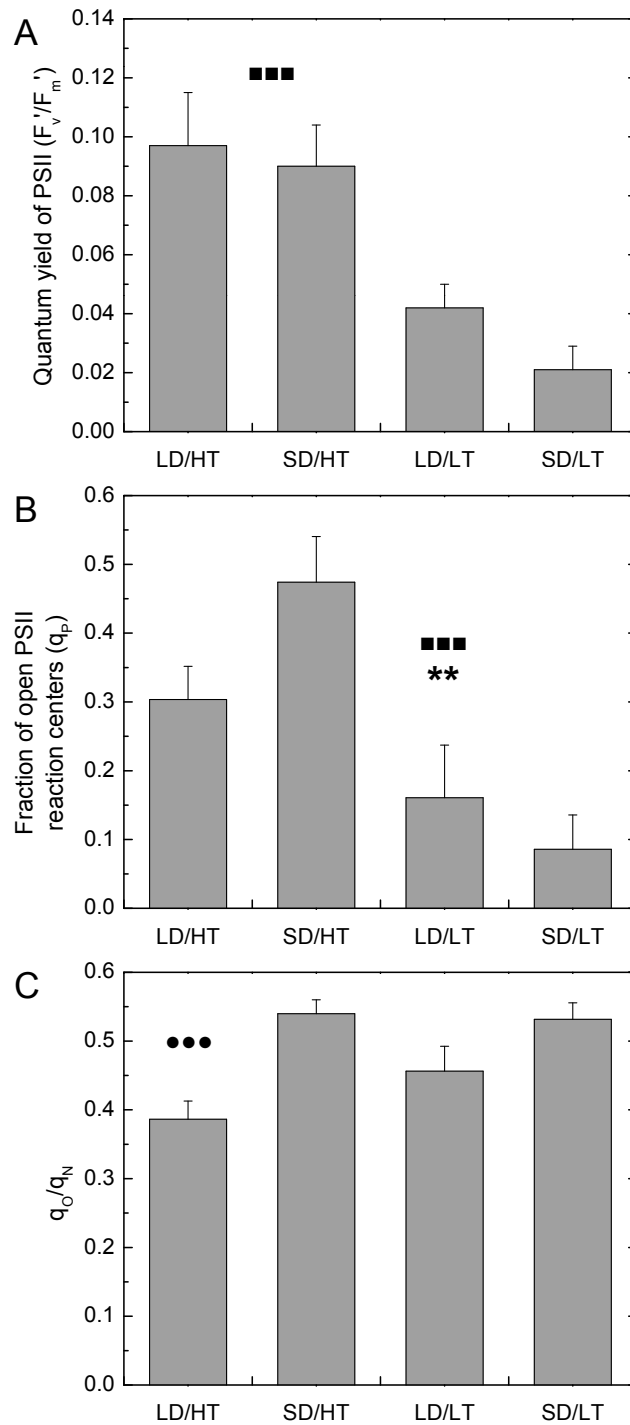 A
Quantum yield of PSII (Fv'/Fm')
0.14
0.12
0.10
0.08
0.06
0.04
0.02
0.00
■■■
LD/HT SD/HT LD/LT SD/LT
B
Fraction of open PSII
reaction centers (qP)
0.6
0.5
0.4
0.3
0.2
0.1
0.0
■■■
**
LD/HT SD/HT LD/LT SD/LT
C
qO/qN
0.6
0.5
0.4
0.3
0.2
0.1
0.0
●●●
LD/HT SD/HT LD/LT SD/LT